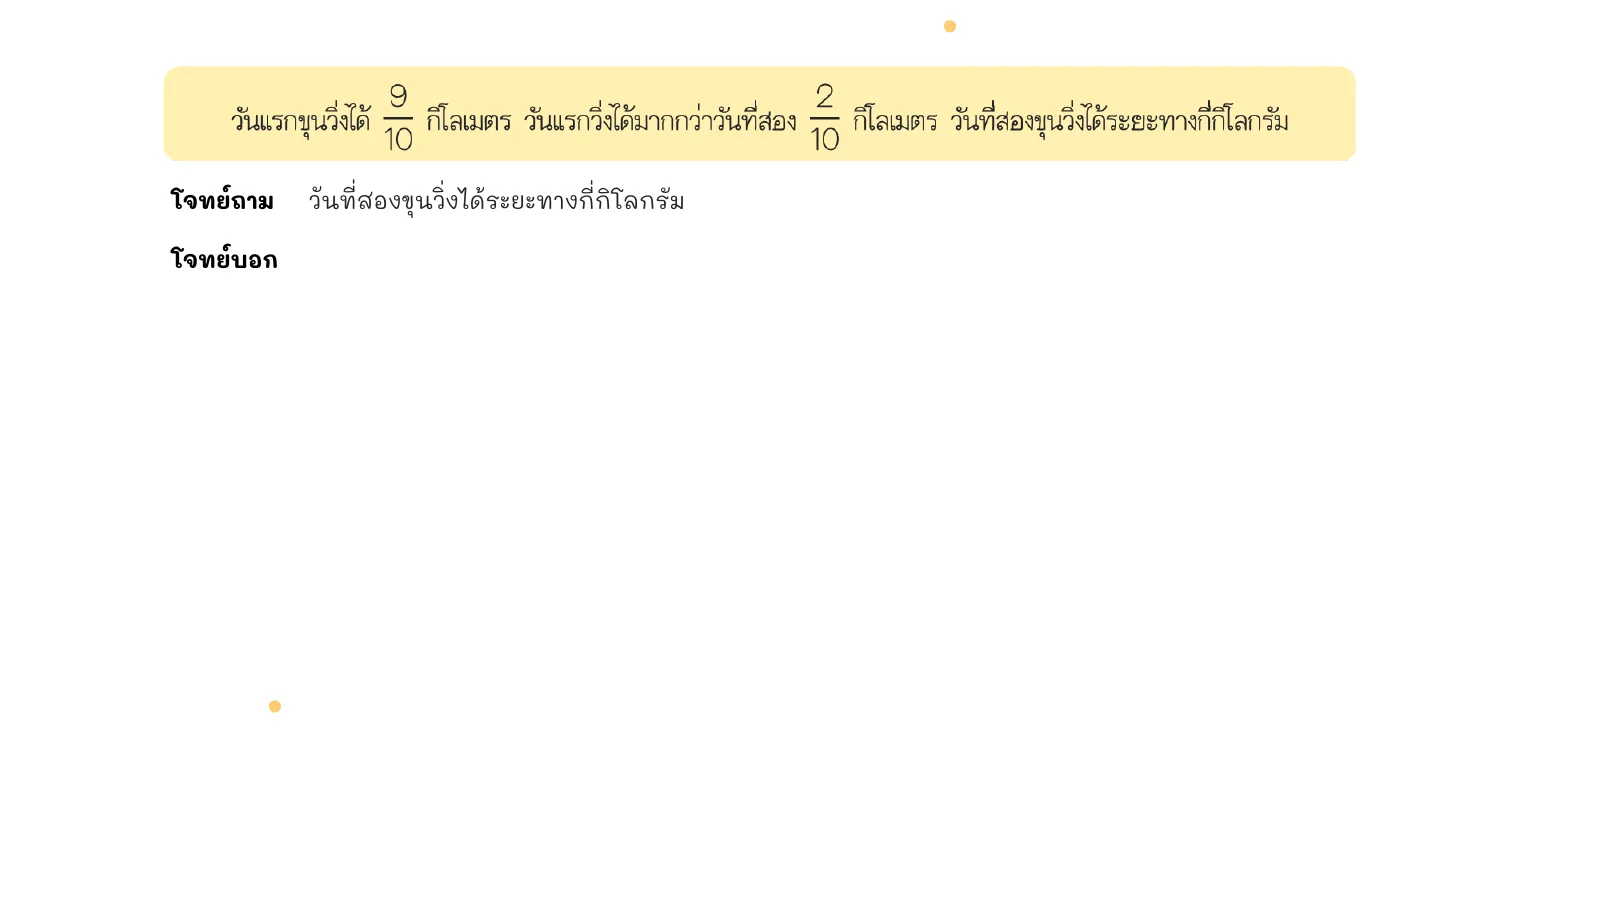 วันแรกขุนวิ่งได้ 9/10 กิโลเมตร วันแรกวิ่งได้มากกว่าวันที่สอง 2/10 กิโลเมตร วันที่สองขุนวิ่งได้ระยะทางกี่กิโลกรัม
โจทย์ถาม วันที่สองขุนวิ่งได้ระยะทางกี่กิโลกรัม
โจทย์บอก